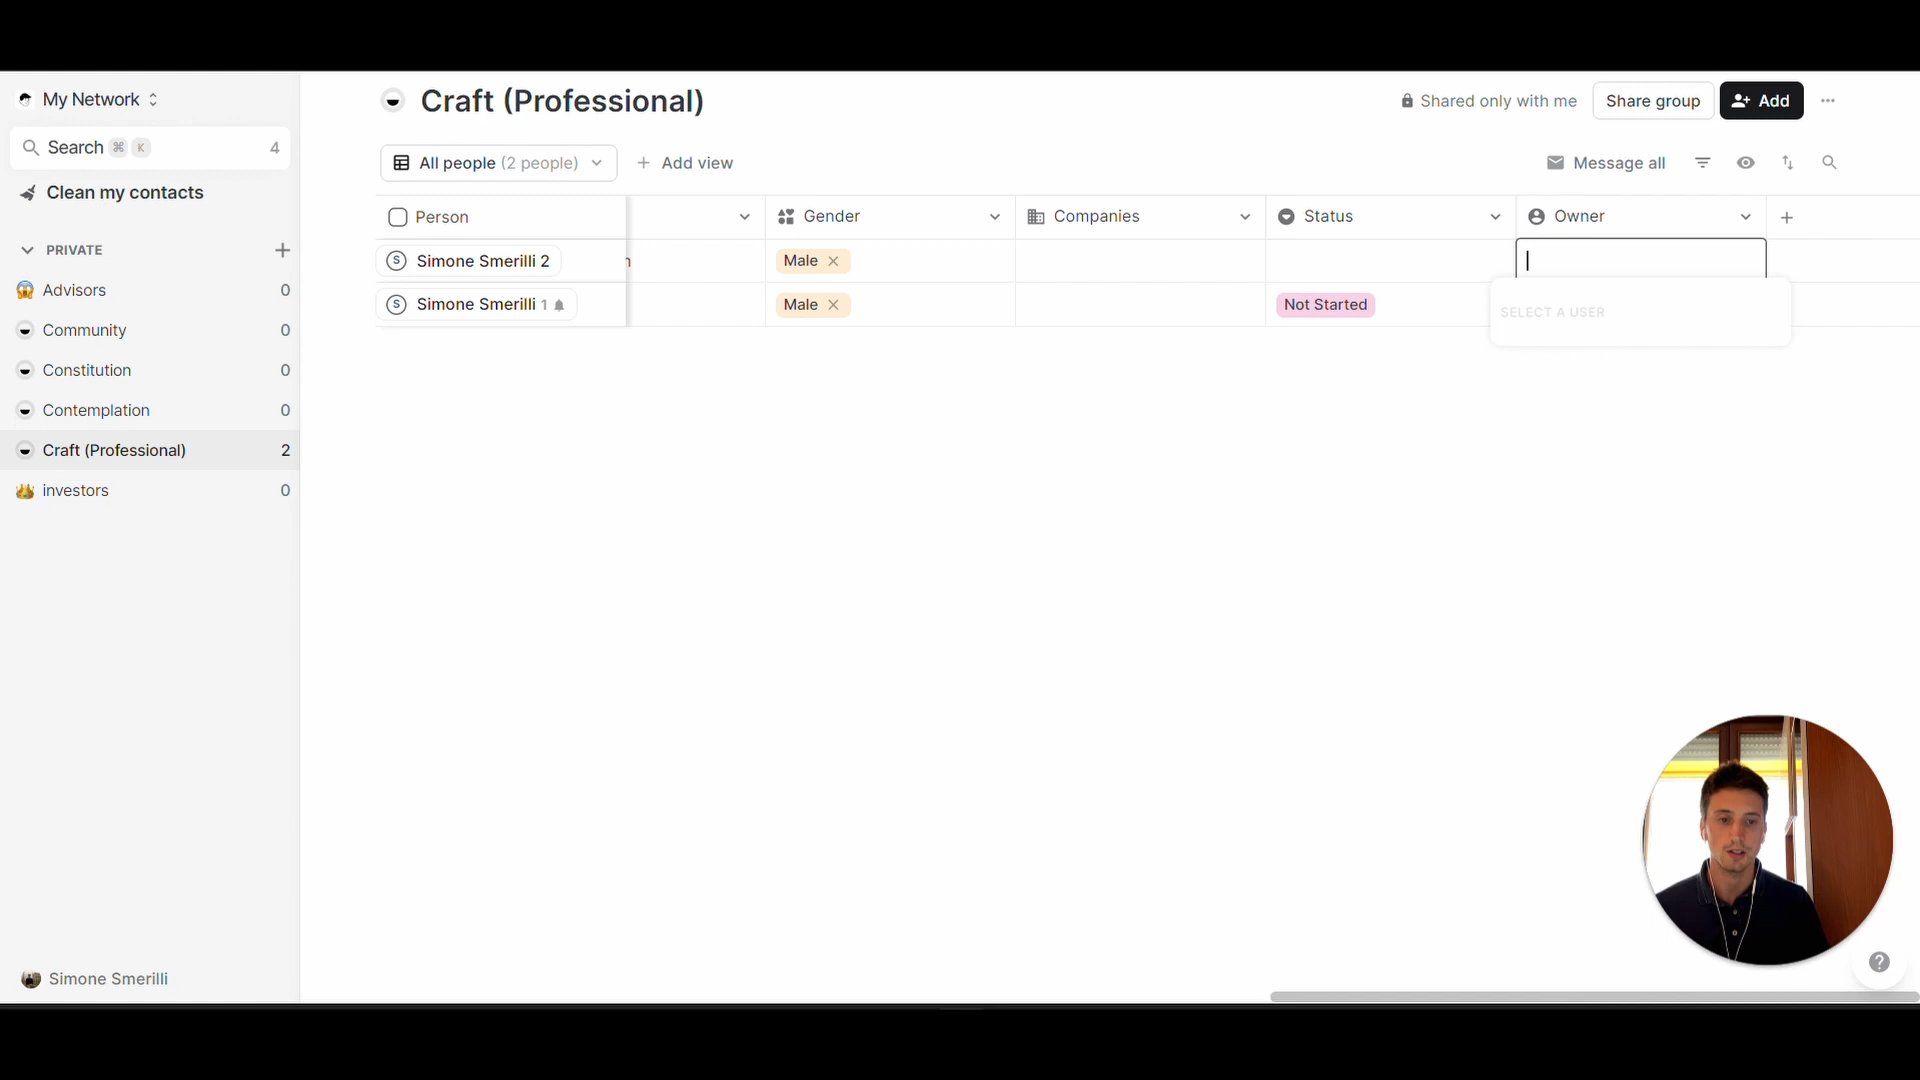 My Network
Craft (Professional)
Shared only with me
Share group
Add
Search ⌘ K 4
All people (2 people)
Add view
Message all
Clean my contacts
Person
Gender
Companies
Status
Owner
PRIVATE
S Simone Smerilli 2
Male
Advisors 0
S Simone Smerilli 1
Male
Not Started
SELECT A USER
Community 0
Constitution 0
Contemplation 0
Craft (Professional) 2
investors 0
Simone Smerilli